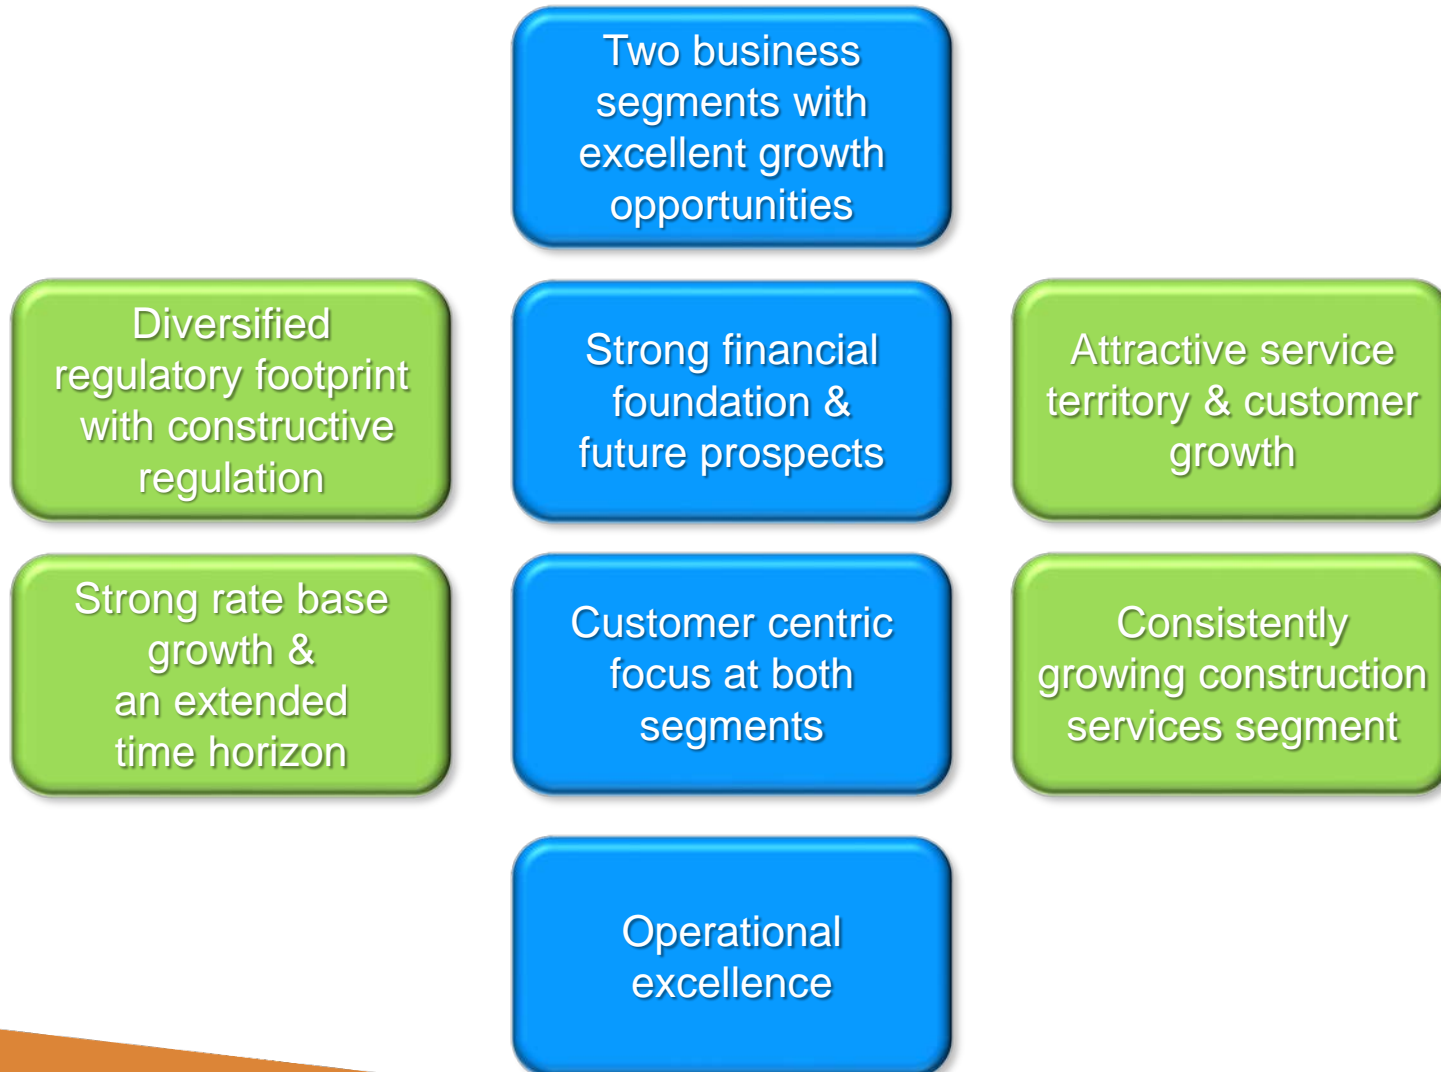 Two business
segments with
excellent growth
opportunities
Diversified
regulatory footprint
with constructive
regulation
Strong financial
foundation &
future prospects
Attractive service
territory & customer
growth
Strong rate base
growth &
an extended
time horizon
Customer centric
focus at both
segments
Consistently
growing construction
services segment
Operational
excellence